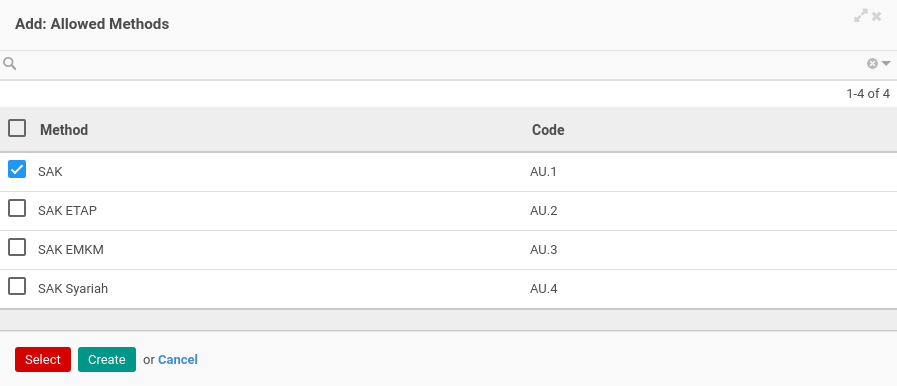 Add: Allowed Methods
1-4 of 4
Method Code
SAK AU.1
SAK ETAP AU.2
SAK EMKM AU.3
SAK Syariah AU.4
Select Create or Cancel